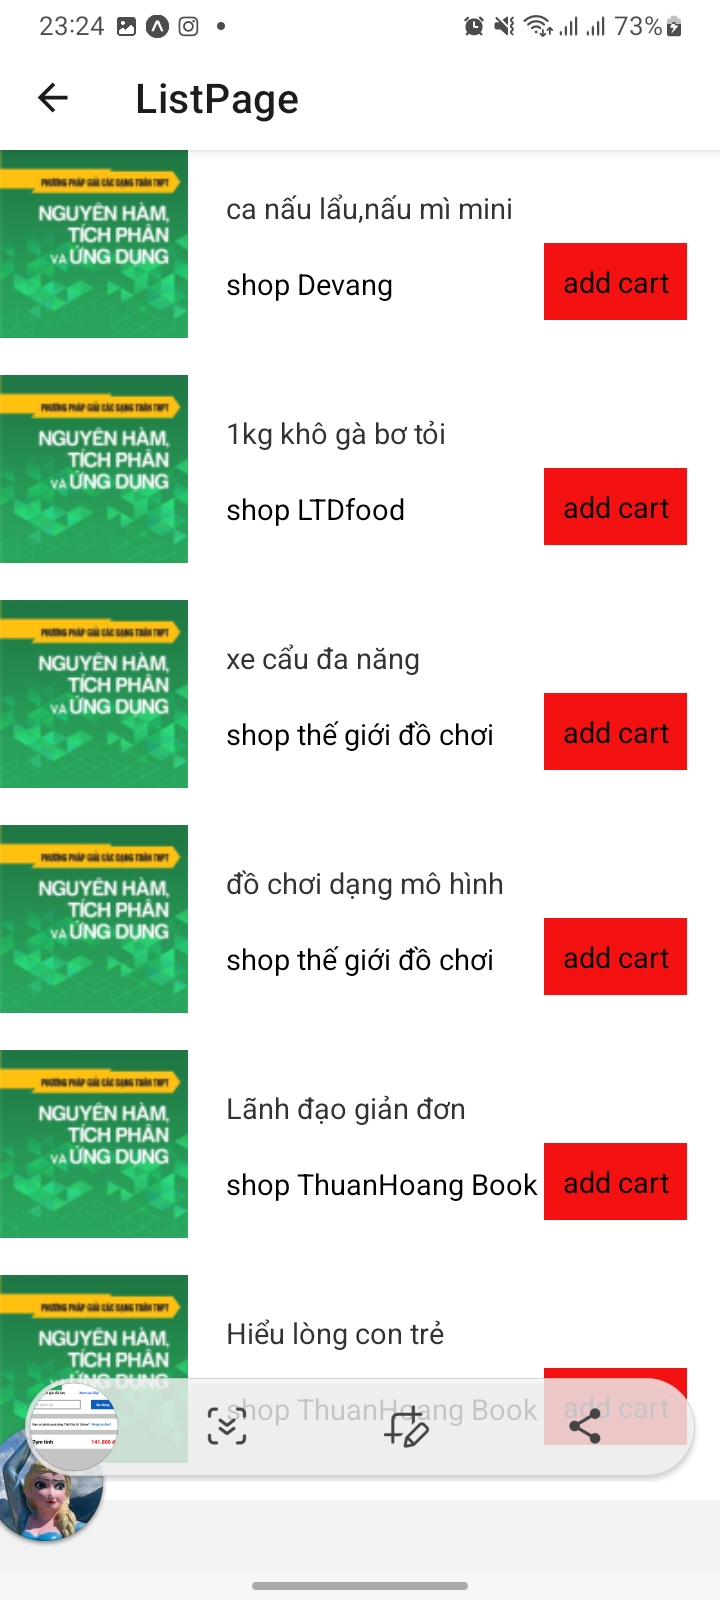 23:24
73%
ListPage
PHƯƠNG PHÁP GIẢI CÁC DẠNG TOÁN THPT
NGUYÊN HÀM,
TÍCH PHÂN
VÀ ỨNG DỤNG
ca nấu lẩu,nấu mì mini
shop Devang
add cart
PHƯƠNG PHÁP GIẢI CÁC DẠNG TOÁN THPT
NGUYÊN HÀM,
TÍCH PHÂN
VÀ ỨNG DỤNG
1kg khô gà bơ tỏi
shop LTDfood
add cart
PHƯƠNG PHÁP GIẢI CÁC DẠNG TOÁN THPT
NGUYÊN HÀM,
TÍCH PHÂN
VÀ ỨNG DỤNG
xe cẩu đa năng
shop thế giới đồ chơi
add cart
PHƯƠNG PHÁP GIẢI CÁC DẠNG TOÁN THPT
NGUYÊN HÀM,
TÍCH PHÂN
VÀ ỨNG DỤNG
đồ chơi dạng mô hình
shop thế giới đồ chơi
add cart
PHƯƠNG PHÁP GIẢI CÁC DẠNG TOÁN THPT
NGUYÊN HÀM,
TÍCH PHÂN
VÀ ỨNG DỤNG
Lãnh đạo giản đơn
shop ThuanHoang Book
add cart
PHƯƠNG PHÁP GIẢI CÁC DẠNG TOÁN THPT
NGUYÊN HÀM,
TÍCH PHÂN
VÀ ỨNG DỤNG
Hiểu lòng con trẻ
shop ThuanHoang Book
add cart
Tạm tính
141.800 đ